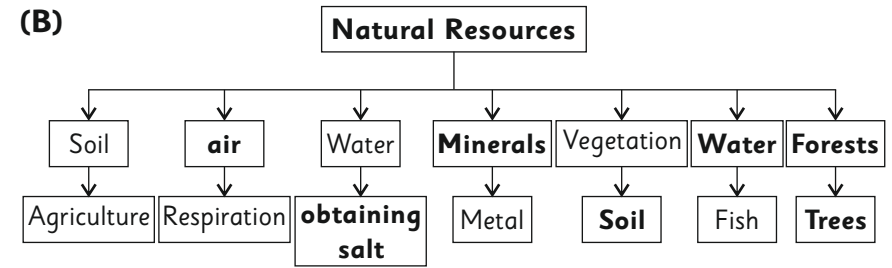 (B)
Natural Resources
Soil air Water Minerals Vegetation Water Forests
Agriculture Respiration obtaining salt Metal Soil Fish Trees